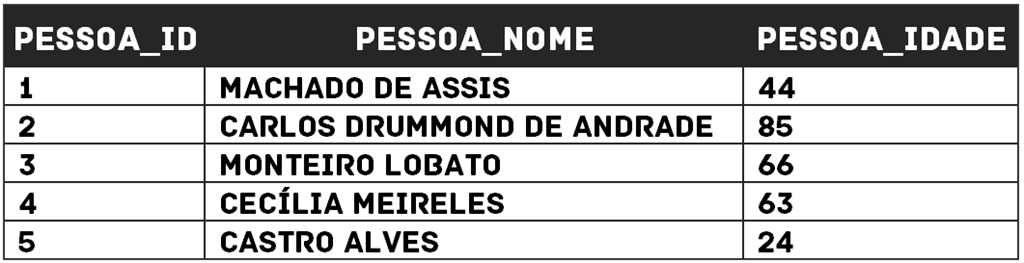 PESSOA_ID PESSOA_NOME PESSOA_IDADE
1 MACHADO DE ASSIS 44
2 CARLOS DRUMMOND DE ANDRADE 85
3 MONTEIRO LOBATO 66
4 CECÍLIA MEIRELES 63
5 CASTRO ALVES 24